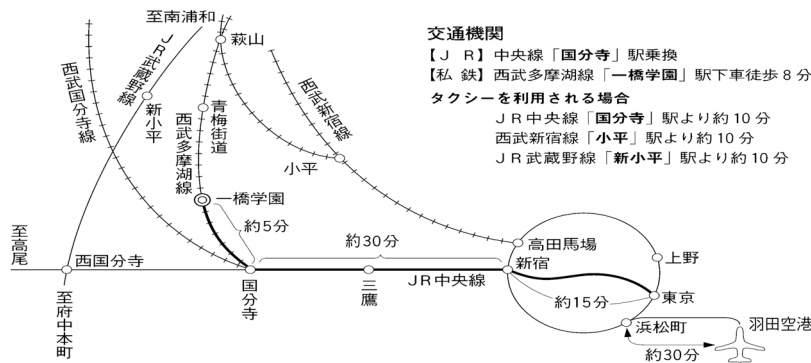 交通機関
【J R】中央線「国分寺」駅乗換
【私 鉄】西武多摩湖線「一橋学園」駅下車徒歩8分
タクシーを利用される場合
JR中央線「国分寺」駅より約10分
西武新宿線「小平」駅より約10分
JR武蔵野線「新小平」駅より約10分
至南浦和
萩山
JR武蔵野線
西武国分寺線
新小平
青梅街道
西武多摩湖線
西武新宿線
小平
一橋学園
約5分
至高尾
西国分寺
至府中本町
国分寺
約30分
三鷹
JR中央線
高田馬場
新宿
上野
約15分
東京
浜松町
羽田空港
約30分